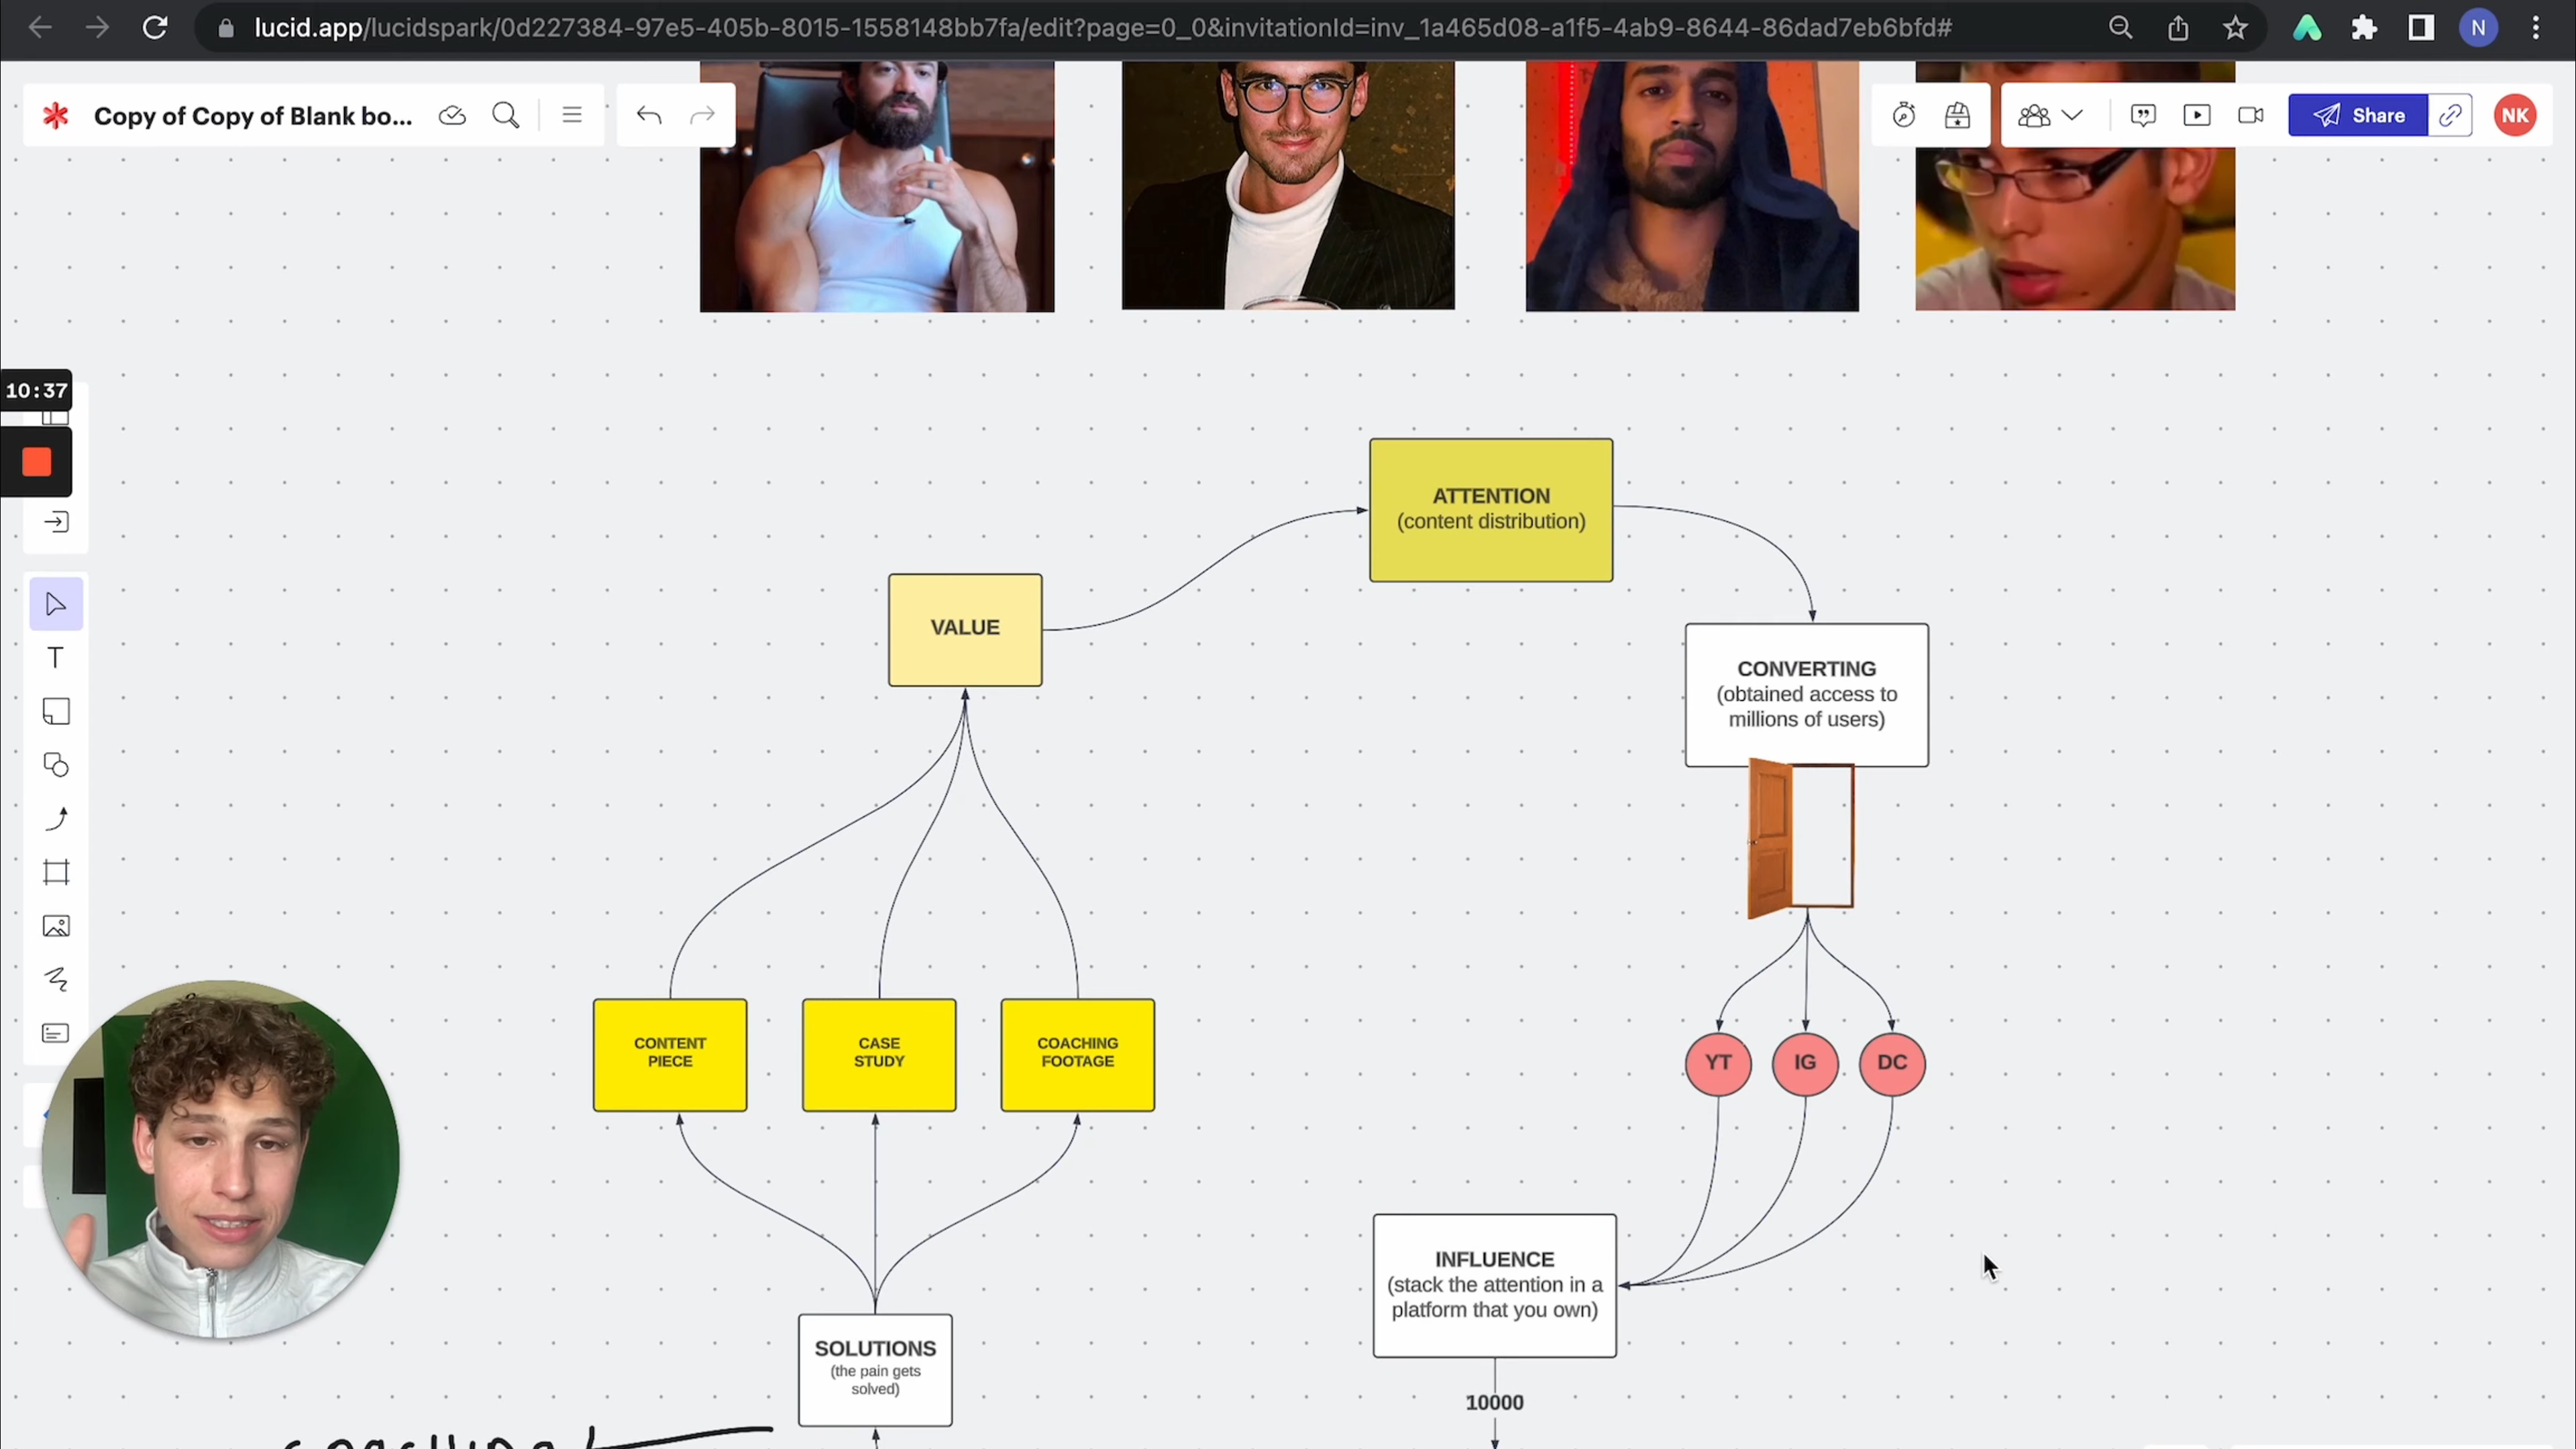 lucid.app/lucidspark/0d227384-97e5-405b-8015-1558148bb7fa/edit?page=0_0&invitationId=inv_1a465d08-a1f5-4ab9-8644-86dad7eb6bfd#
N
Copy of Copy of Blank bo...
Share
NK
10:37
T
ATTENTION
(content distribution)
VALUE
CONVERTING
(obtained access to
millions of users)
CONTENT
PIECE
CASE
STUDY
COACHING
FOOTAGE
YT
IG
DC
INFLUENCE
(stack the attention in a
platform that you own)
SOLUTIONS
(the pain gets
solved)
10000
coaching